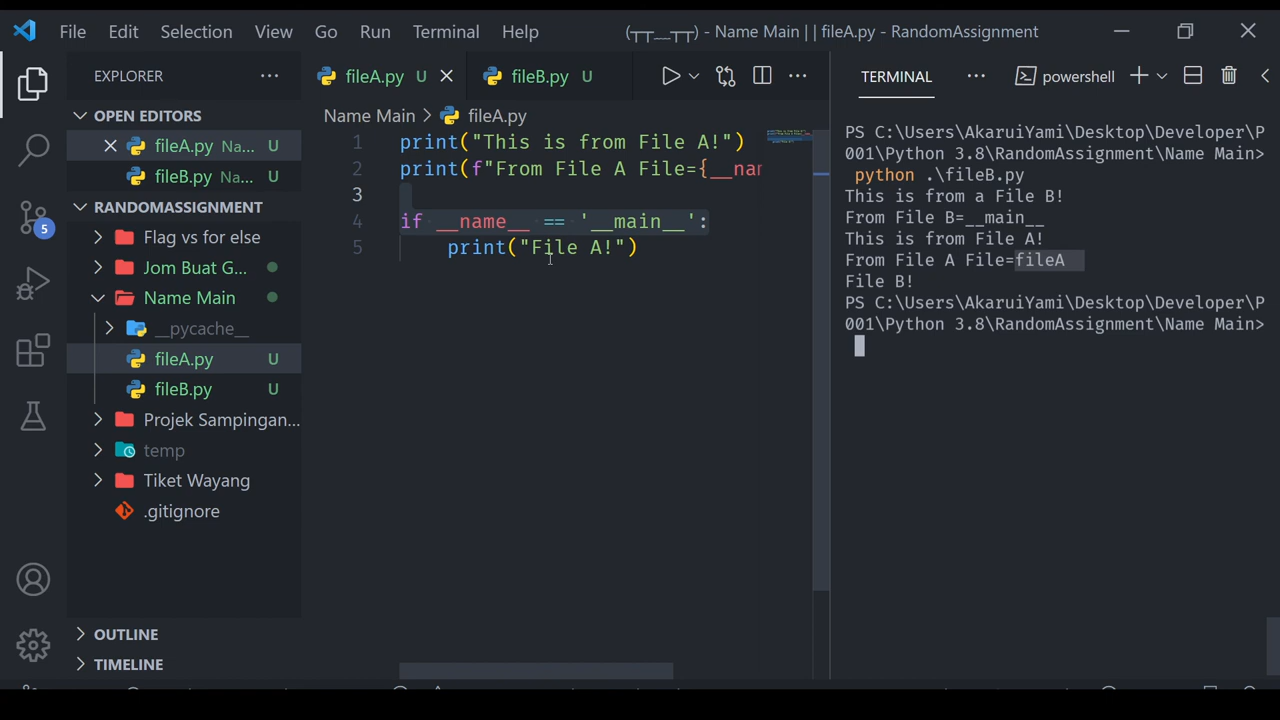 File Edit Selection View Go Run Terminal Help (┬┬__┬┬) - Name Main | | fileA.py - RandomAssignment
EXPLORER
OPEN EDITORS
fileA.py Na... U
fileB.py Na... U
RANDOMASSIGNMENT
Flag vs for else
Jom Buat G...
Name Main
__pycache__
fileA.py U
fileB.py U
Projek Sampingan...
temp
Tiket Wayang
.gitignore
OUTLINE
TIMELINE
5
fileA.py U
fileB.py U
Name Main > fileA.py
1 print("This is from File A!")
2 print(f"From File A File={__nar
3
4 if __name__ == '__main__':
5 print("File A!")
TERMINAL
powershell
PS C:\Users\AkaruiYami\Desktop\Developer\P
001\Python 3.8\RandomAssignment\Name Main>
python .\fileB.py
This is from a File B!
From File B=__main__
This is from File A!
From File A File=fileA
File B!
PS C:\Users\AkaruiYami\Desktop\Developer\P
001\Python 3.8\RandomAssignment\Name Main>